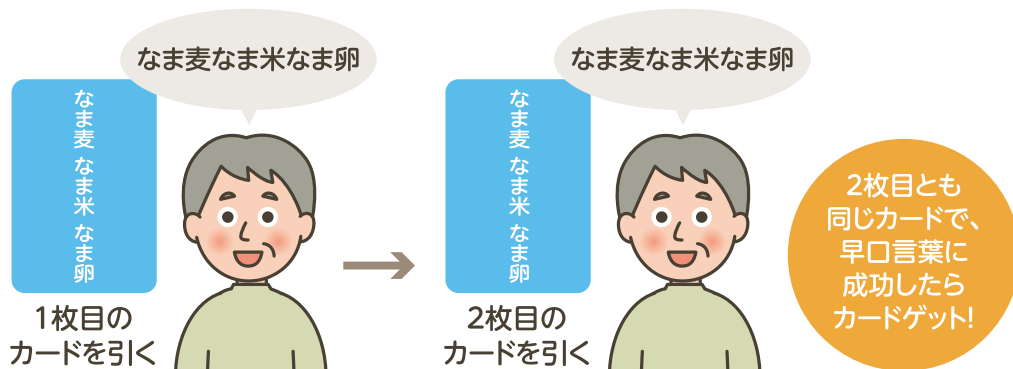 なま麦なま米なま卵
なま麦 なま米 なま卵
1枚目の
カードを引く
なま麦なま米なま卵
なま麦 なま米 なま卵
2枚目の
カードを引く
2枚目とも
同じカードで、
早口言葉に
成功したら
カードゲット!